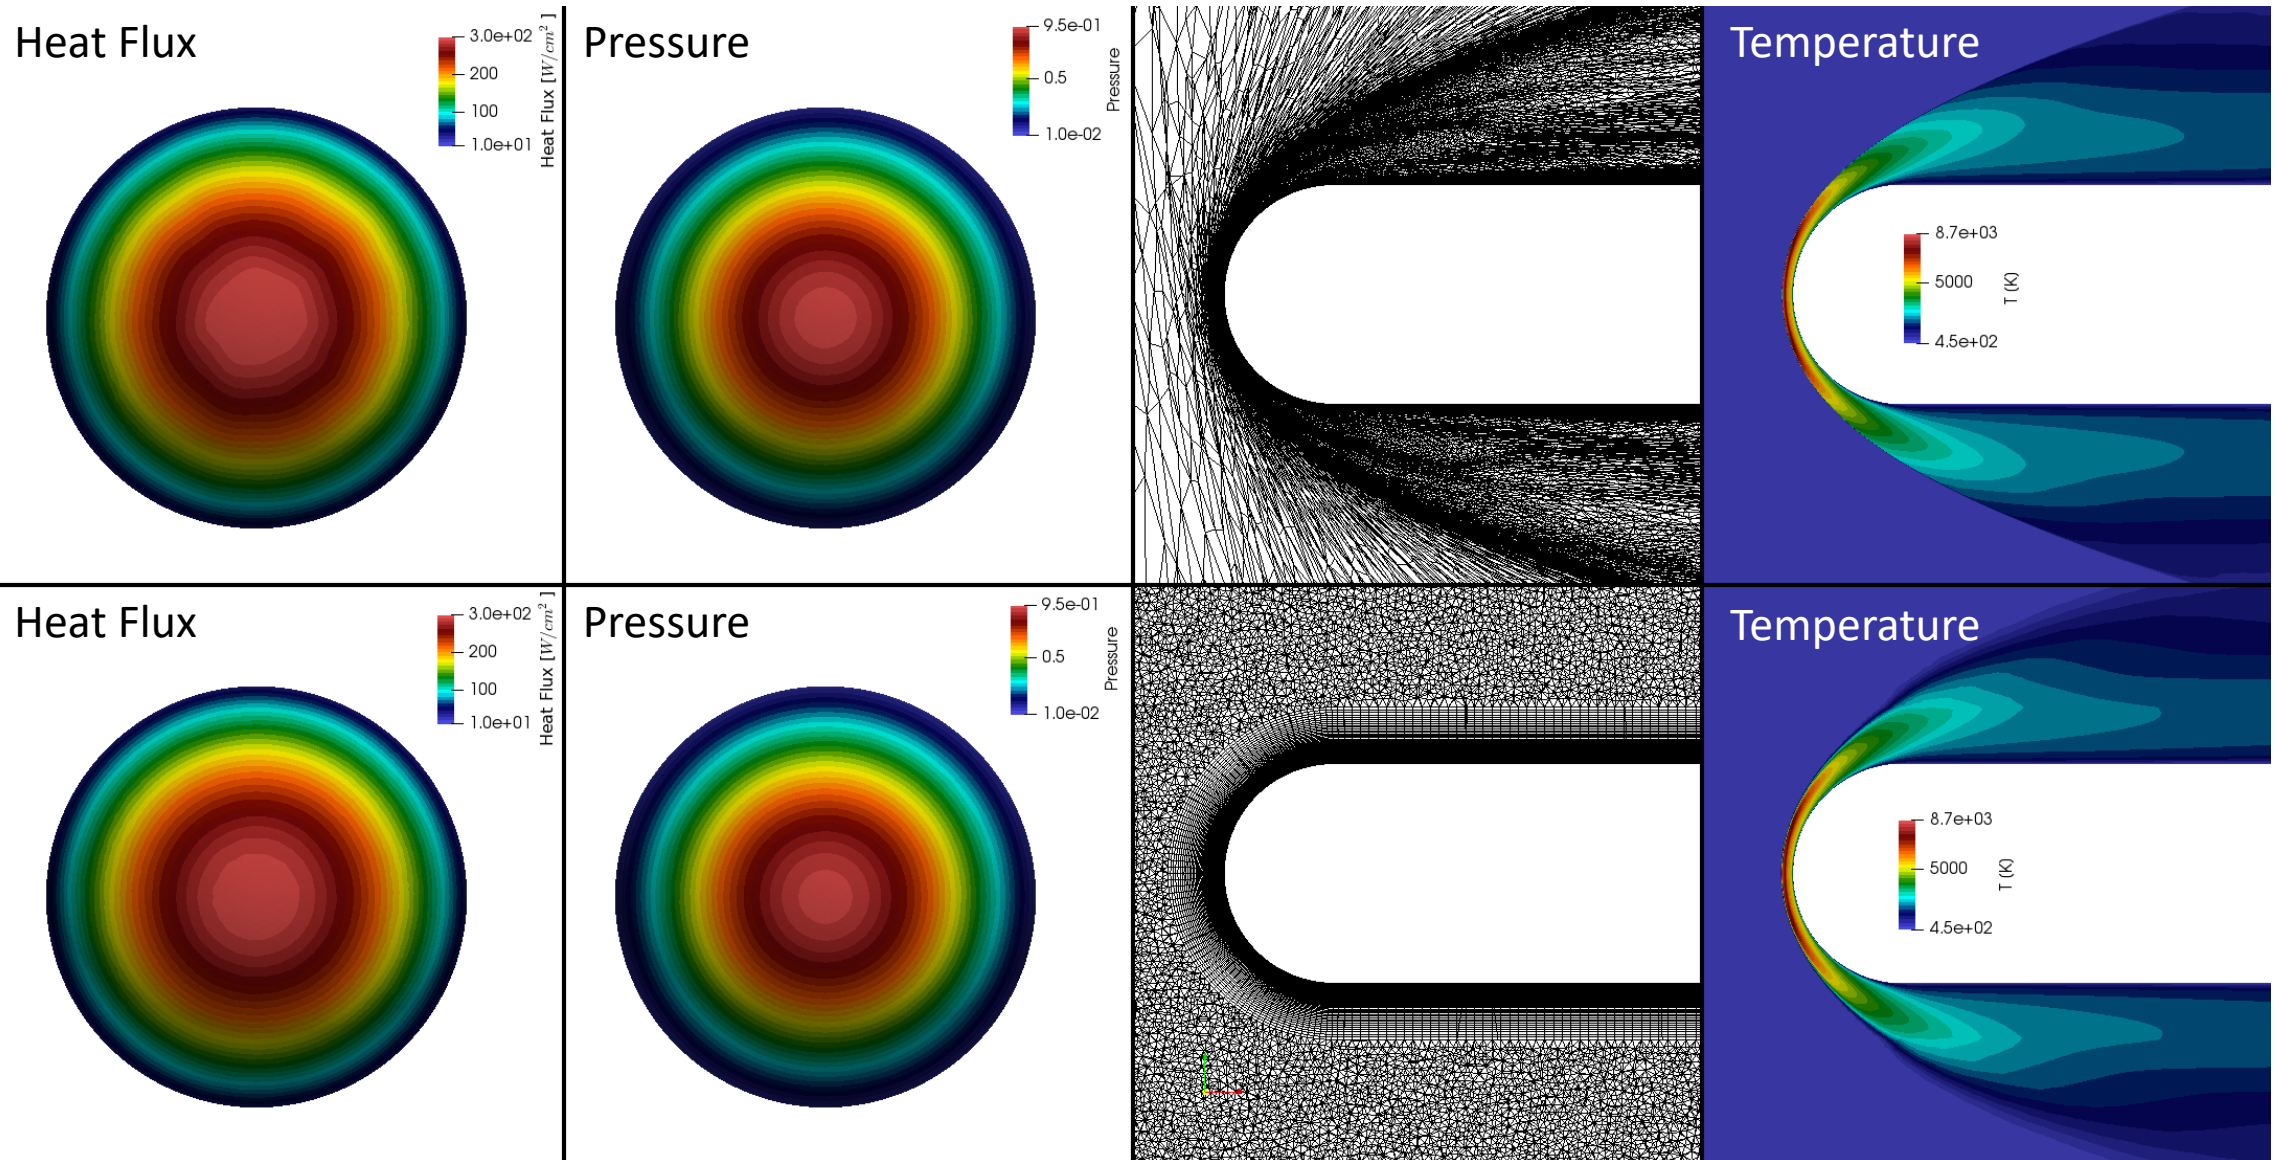 Heat Flux
3.0e+02
200
100
1.0e+01
Heat Flux [W/cm²]
Pressure
9.5e-01
0.5
1.0e-02
Pressure
Temperature
8.7e+03
5000
4.5e+02
T (K)
Heat Flux
3.0e+02
200
100
1.0e+01
Heat Flux [W/cm²]
Pressure
9.5e-01
0.5
1.0e-02
Pressure
Temperature
8.7e+03
5000
4.5e+02
T (K)